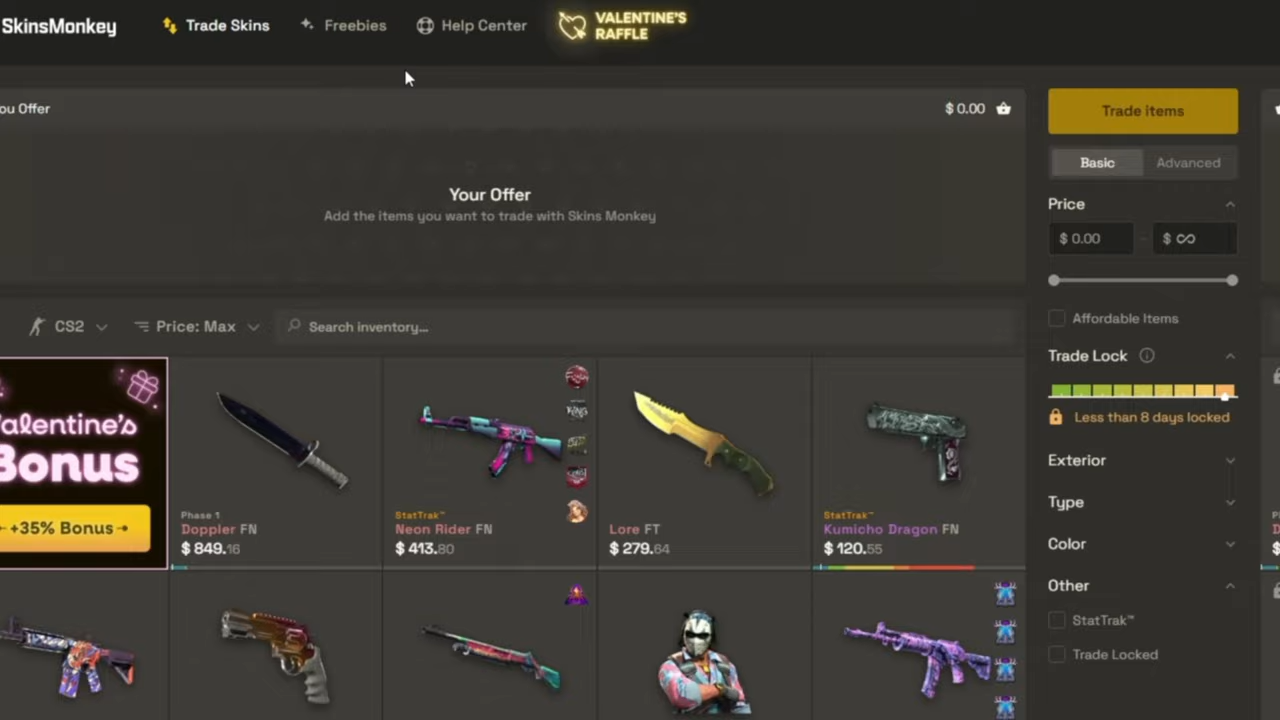 SkinsMonkey
Trade Skins
Freebies
Help Center
VALENTINE'S
RAFFLE
ou Offer
$ 0.00
Trade items
Basic
Advanced
Your Offer
Add the items you want to trade with Skins Monkey
Price
$ 0.00
-
$ ∞
Affordable Items
CS2
Price: Max
Search inventory...
Trade Lock
Less than 8 days locked
alentine's
Bonus
+35% Bonus
Phase 1
Doppler FN
$ 849.16
StatTrak™
Neon Rider FN
$ 413.80
Lore FT
$ 279.64
StatTrak™
Kumicho Dragon FN
$ 120.55
Exterior
Type
Color
Other
StatTrak™
Trade Locked